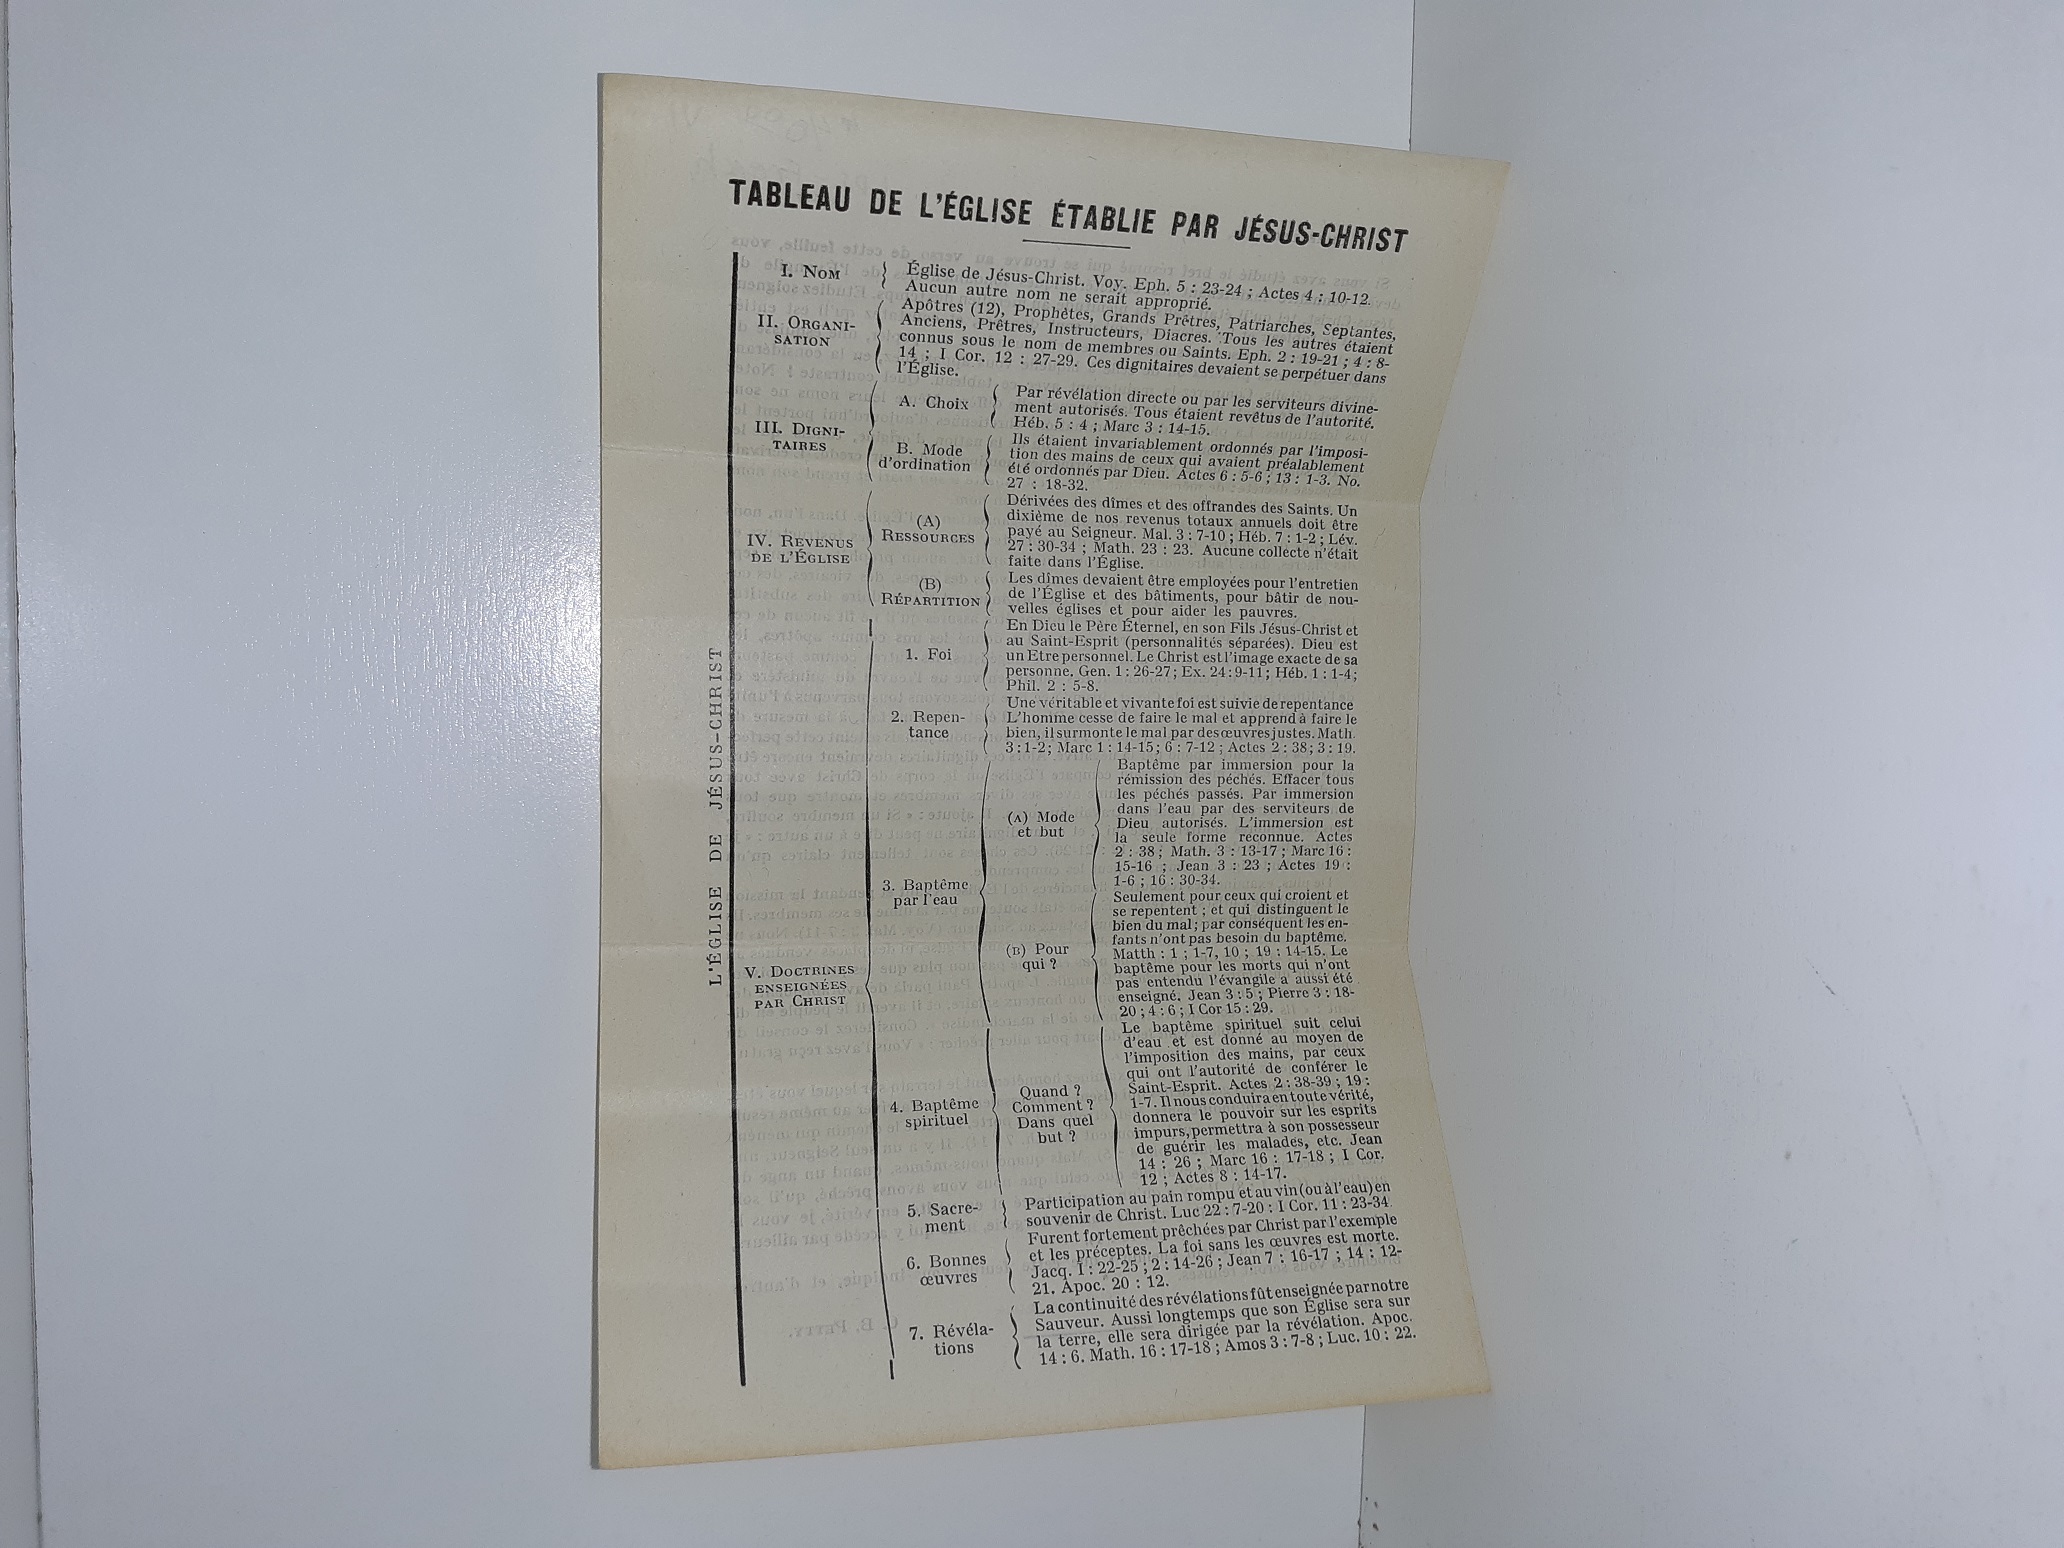 TABLEAU DE L'ÉGLISE ÉTABLIE PAR JÉSUS-CHRIST
L'ÉGLISE DE JÉSUS-CHRIST
I. NOM
Église de Jésus-Christ. Voy. Eph. 5 : 23-24 ; Actes 4 : 10-12.
Aucun autre nom ne serait approprié.
II. ORGANI-
SATION
Apôtres (12), Prophètes, Grands Prêtres, Patriarches, Septantes,
Anciens, Prêtres, Instructeurs, Diacres. Tous les autres étaient
connus sous le nom de membres ou Saints. Eph. 2 : 19-21 ; 4 : 8-
14 ; I Cor. 12 : 27-29. Ces dignitaires devaient se perpétuer dans
l'Église.
III. DIGNI-
TAIRES
A. Choix
Par révélation directe ou par les serviteurs divine-
ment autorisés. Tous étaient revêtus de l'autorité.
Héb. 5 : 4 ; Marc 3 : 14-15.
B. Mode
d'ordination
Ils étaient invariablement ordonnés par l'imposi-
tion des mains de ceux qui avaient préalablement
été ordonnés par Dieu. Actes 6 : 5-6 ; 13 : 1-3. No.
27 : 18-32.
IV. REVENUS
DE L'ÉGLISE
(A)
RESSOURCES
Dérivées des dîmes et des offrandes des Saints. Un
dixième de nos revenus totaux annuels doit être
payé au Seigneur. Mal. 3 : 7-10 ; Héb. 7 : 1-2 ; Lév.
27 : 30-34 ; Math. 23 : 23. Aucune collecte n'était
faite dans l'Église.
(B)
RÉPARTITION
Les dîmes devaient être employées pour l'entretien
de l'Église et des bâtiments, pour bâtir de nou-
velles églises et pour aider les pauvres.
V. DOCTRINES
ENSEIGNÉES
PAR CHRIST
1. Foi
En Dieu le Père Éternel, en son Fils Jésus-Christ et
au Saint-Esprit (personnalités séparées). Dieu est
un Etre personnel. Le Christ est l'image exacte de sa
personne. Gen. 1 : 26-27 ; Ex. 24 : 9-11 ; Héb. 1 : 1-4 ;
Phil. 2 : 5-8.
2. Repen-
tance
Une véritable et vivante foi est suivie de repentance
L'homme cesse de faire le mal et apprend à faire le
bien, il surmonte le mal par des œuvres justes. Math.
3 : 1-2 ; Marc 1 : 14-15 ; 6 : 7-12 ; Actes 2 : 38 ; 3 : 19.
3. Baptême
par l'eau
(A) Mode
et but
Baptême par immersion pour la
rémission des péchés. Effacer tous
les péchés passés. Par immersion
dans l'eau par des serviteurs de
Dieu autorisés. L'immersion est
la seule forme reconnue. Actes
2 : 38 ; Math. 3 : 13-17 ; Marc 16 :
15-16 ; Jean 3 : 23 ; Actes 19 :
1-6 ; 16 : 30-34.
(B) Pour
qui ?
Seulement pour ceux qui croient et
se repentent ; et qui distinguent le
bien du mal ; par conséquent les en-
fants n'ont pas besoin du baptême.
Matth : 1 ; 1-7, 10 ; 19 : 14-15. Le
baptême pour les morts qui n'ont
pas entendu l'évangile a aussi été
enseigné. Jean 3 : 5 ; Pierre 3 : 18-
20 ; 4 : 6 ; I Cor 15 : 29.
4. Baptême
spirituel
Quand ?
Comment ?
Dans quel
but ?
Le baptême spirituel suit celui
d'eau et est donné au moyen de
l'imposition des mains, par ceux
qui ont l'autorité de conférer le
Saint-Esprit. Actes 2 : 38-39 ; 19 :
1-7. Il nous conduira en toute vérité,
donnera le pouvoir sur les esprits
impurs, permettra à son possesseur
de guérir les malades, etc. Jean
14 : 26 ; Marc 16 : 17-18 ; I Cor.
12 ; Actes 8 : 14-17.
5. Sacre-
ment
Participation au pain rompu et au vin (ou à l'eau) en
souvenir de Christ. Luc 22 : 7-20 : I Cor. 11 : 23-34.
6. Bonnes
œuvres
Furent fortement prêchées par Christ par l'exemple
et les préceptes. La foi sans les œuvres est morte.
Jacq. I : 22-25 ; 2 : 14-26 ; Jean 7 : 16-17 ; 14 : 12-
21. Apoc. 20 : 12.
7. Révéla-
tions
La continuité des révélations fût enseignée par notre
Sauveur. Aussi longtemps que son Église sera sur
la terre, elle sera dirigée par la révélation. Apoc.
14 : 6. Math. 16 : 17-18 ; Amos 3 : 7-8 ; Luc. 10 : 22.